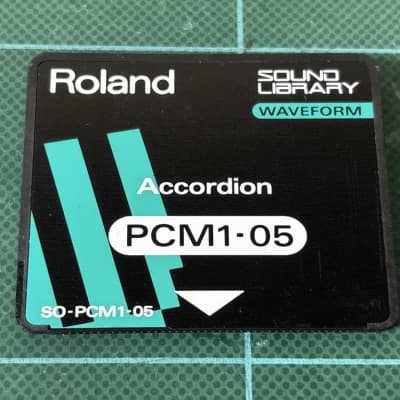 Roland
SOUND
LIBRARY
WAVEFORM
Accordion
PCM1-05
SO-PCM1-05